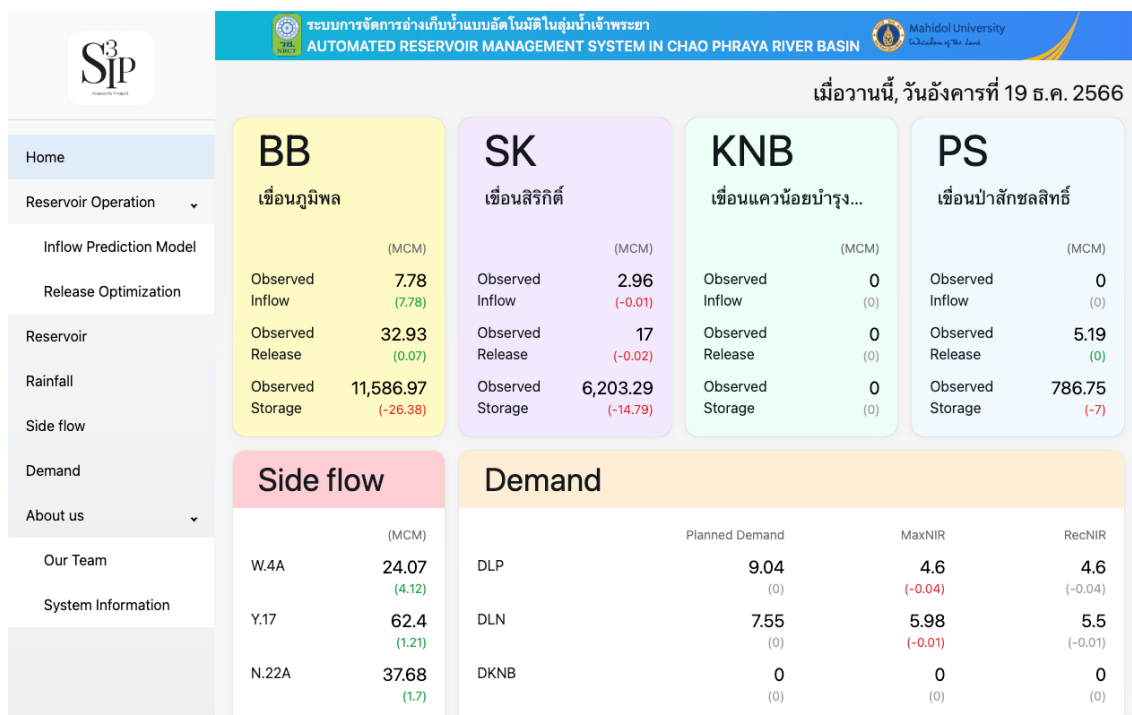 S3IP
Research Project
ระบบการจัดการอ่างเก็บน้ำแบบอัตโนมัติในลุ่มน้ำเจ้าพระยา
วช.
NRCT
AUTOMATED RESERVOIR MANAGEMENT SYSTEM IN CHAO PHRAYA RIVER BASIN
Mahidol University
Wisdom of the Land
เมื่อวานนี้, วันอังคารที่ 19 ธ.ค. 2566
Home
Reservoir Operation
Inflow Prediction Model
Release Optimization
Reservoir
Rainfall
Side flow
Demand
About us
Our Team
System Information
BB
เขื่อนภูมิพล
(MCM)
Observed Inflow 7.78 (7.78)
Observed Release 32.93 (0.07)
Observed Storage 11,586.97 (-26.38)
SK
เขื่อนสิริกิติ์
(MCM)
Observed Inflow 2.96 (-0.01)
Observed Release 17 (-0.02)
Observed Storage 6,203.29 (-14.79)
KNB
เขื่อนแควน้อยบำรุง...
(MCM)
Observed Inflow 0 (0)
Observed Release 0 (0)
Observed Storage 0 (0)
PS
เขื่อนป่าสักชลสิทธิ์
(MCM)
Observed Inflow 0 (0)
Observed Release 5.19 (0)
Observed Storage 786.75 (-7)
Side flow
(MCM)
W.4A 24.07 (4.12)
Y.17 62.4 (1.21)
N.22A 37.68 (1.7)
Demand
Planned Demand MaxNIR RecNIR
DLP 9.04 4.6 4.6
(0) (-0.04) (-0.04)
DLN 7.55 5.98 5.5
(0) (-0.01) (-0.01)
DKNB 0 0 0
(0) (0) (0)